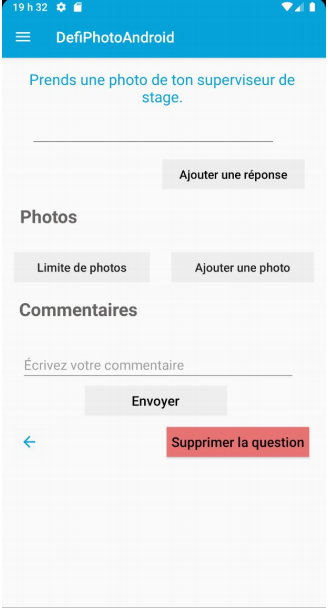 19 h 32
DefiPhotoAndroid
Prends une photo de ton superviseur de
stage.
Ajouter une réponse
Photos
Limite de photos
Ajouter une photo
Commentaires
Écrivez votre commentaire
Envoyer
Supprimer la question